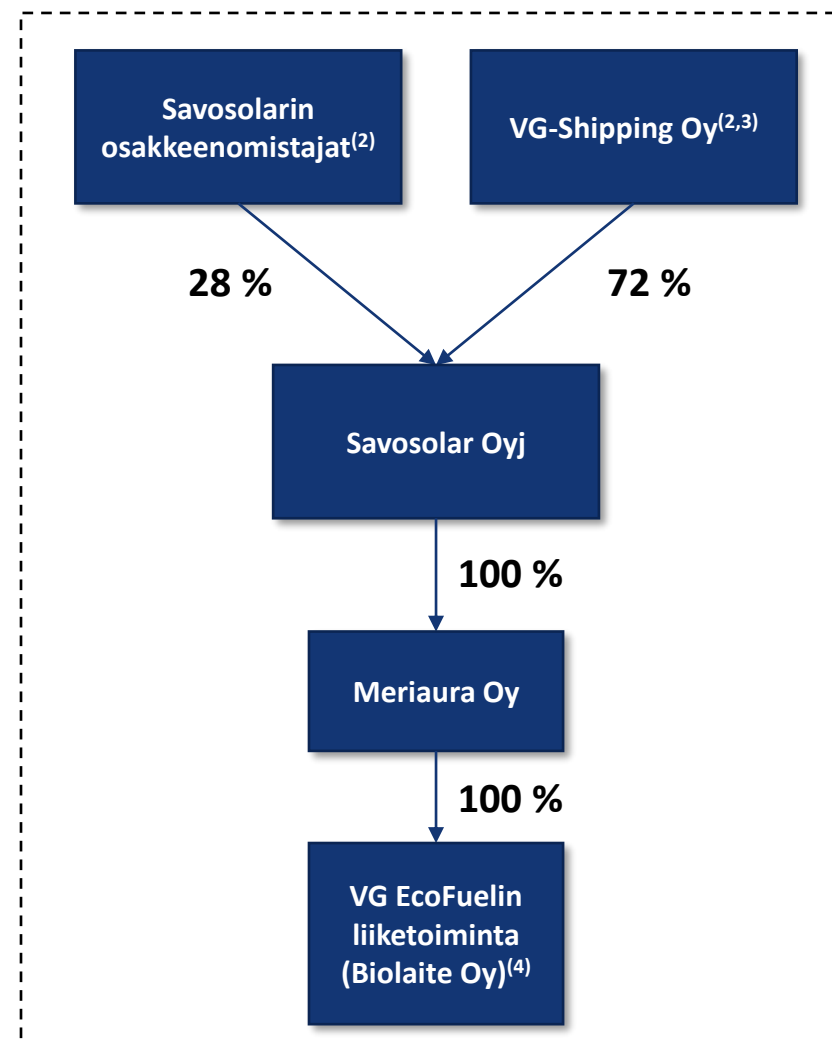 Savosolarin
osakkeenomistajat(2)
VG-Shipping Oy(2,3)
28 %
72 %
Savosolar Oyj
100 %
Meriaura Oy
100 %
VG EcoFuelin
liiketoiminta
(Biolaite Oy)(4)